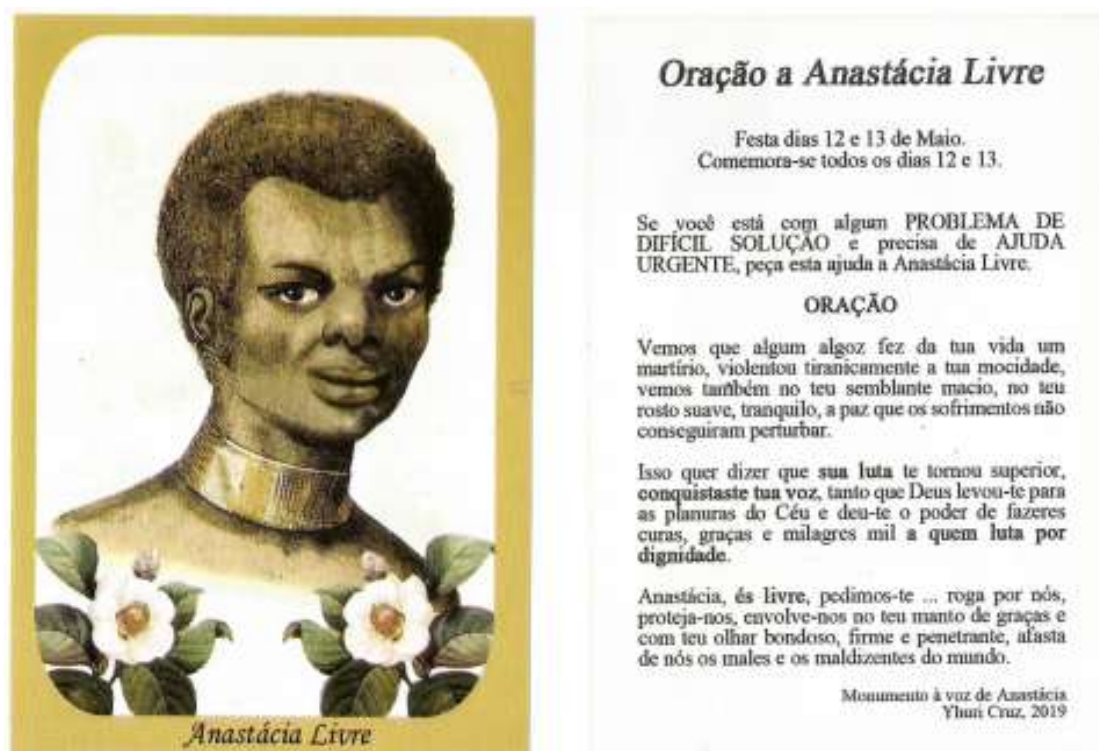 Anastácia Livre
Oração a Anastácia Livre
Festa dias 12 e 13 de Maio.
Comemora-se todos os dias 12 e 13.
Se você está com algum PROBLEMA DE
DIFÍCIL SOLUÇÃO e precisa de AJUDA
URGENTE, peça esta ajuda a Anastácia Livre.
ORAÇÃO
Vemos que algum algoz fez da tua vida um
martírio, violentou tiranicamente a tua mocidade,
vemos também no teu semblante macio, no teu
rosto suave, tranquilo, a paz que os sofrimentos não
conseguiram perturbar.
Isso quer dizer que sua luta te tornou superior,
conquistaste tua voz, tanto que Deus levou-te para
as planuras do Céu e deu-te o poder de fazeres
curas, graças e milagres mil a quem luta por
dignidade.
Anastácia, és livre, pedimos-te ... roga por nós,
proteja-nos, envolve-nos no teu manto de graças e
com teu olhar bondoso, firme e penetrante, afasta
de nós os males e os maldizentes do mundo.
Monumento à voz de Anastácia
Yhuri Cruz, 2019